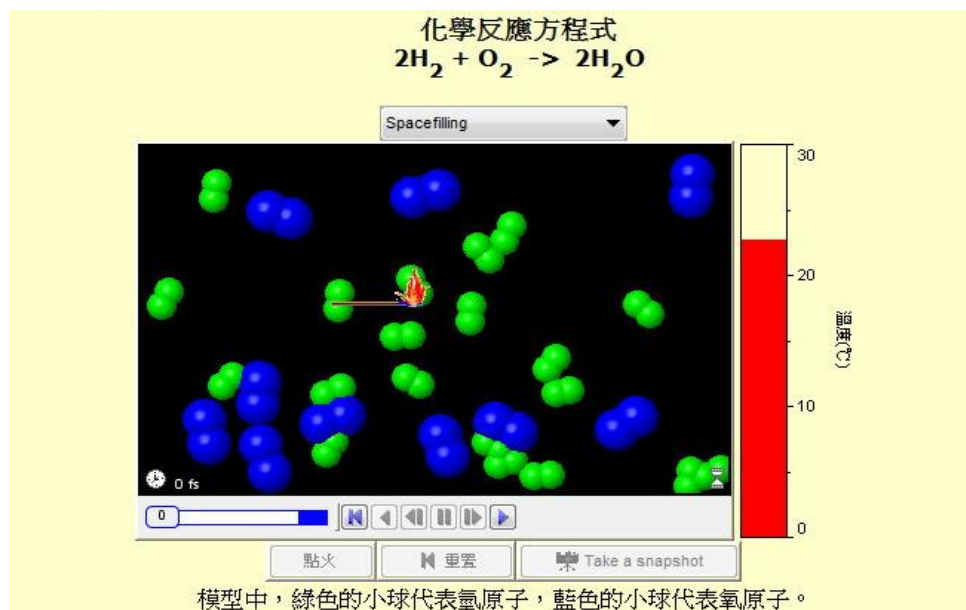 化學反應方程式
2H₂ + O₂ -> 2H₂O
Spacefilling
30
20
溫度(℃)
10
0
0 fs
0
點火
重置
Take a snapshot
模型中，綠色的小球代表氫原子，藍色的小球代表氧原子。